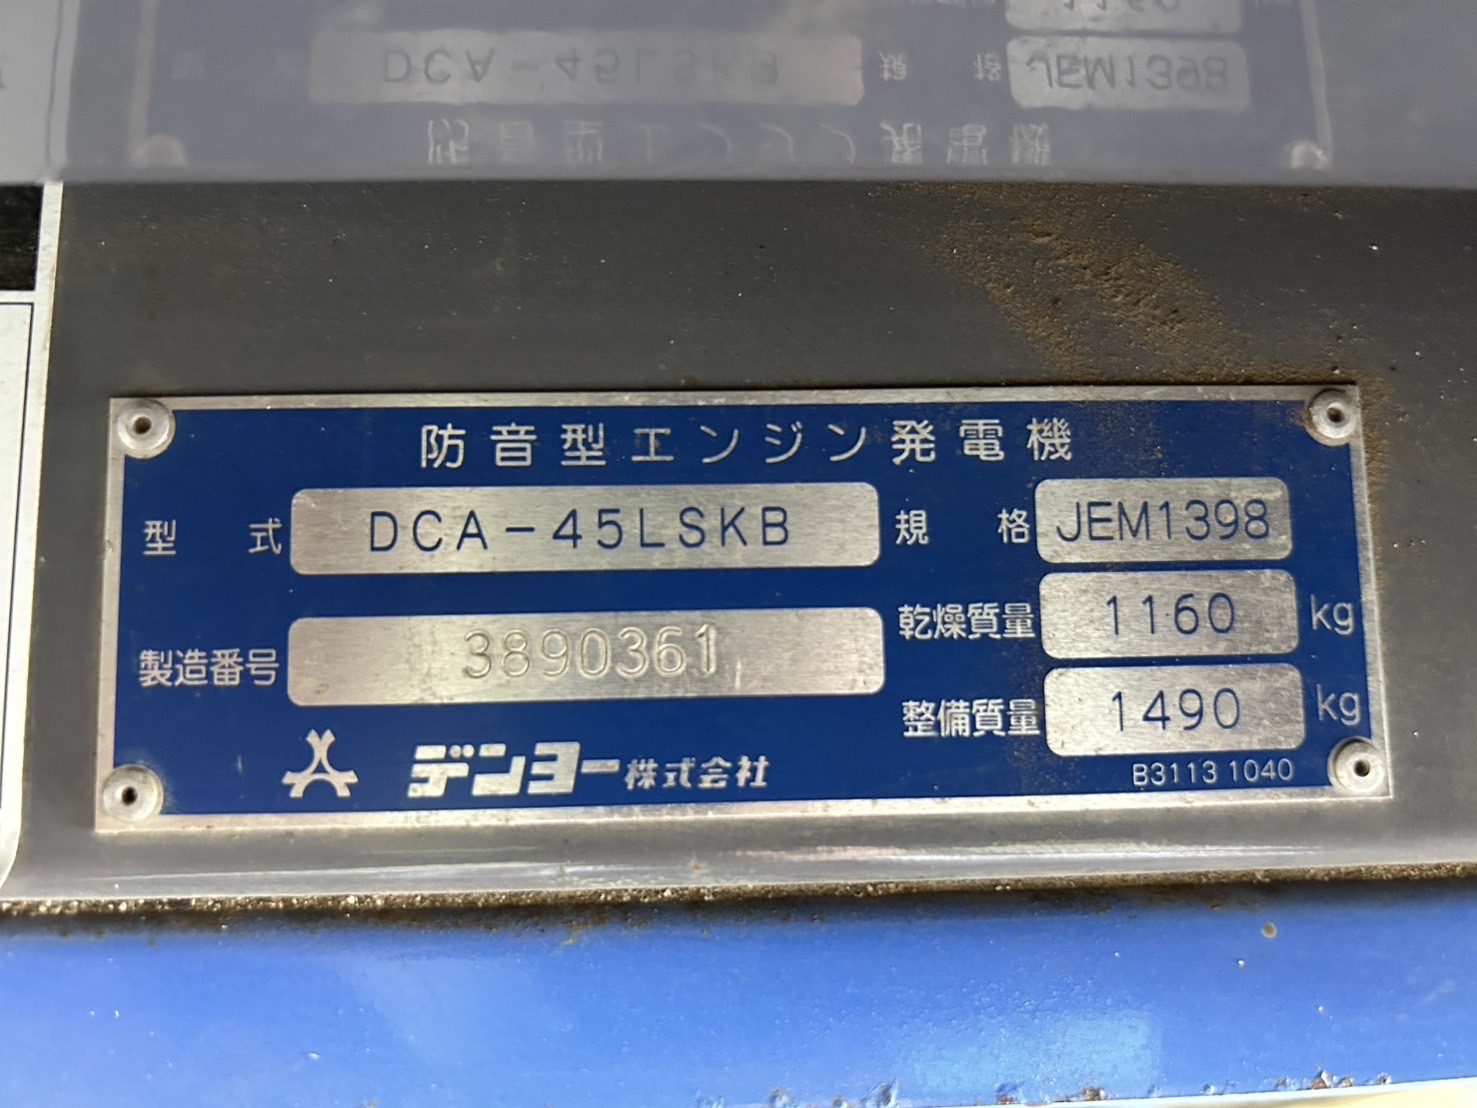 防音型エンジン発電機
型式 DCA-45LSKB 規格 JEM1398
製造番号 3890361 乾燥質量 1160 kg
整備質量 1490 kg
デンヨー株式会社
B3113 1040